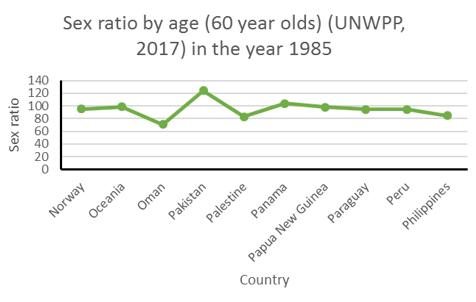 Sex ratio by age (60 year olds) (UNWPP,
2017) in the year 1985
140
120
100
80
60
40
20
0
Sex ratio
Norway
Oceania
Oman
Pakistan
Palestine
Panama
Papua New Guinea
Paraguay
Peru
Philippines
Country